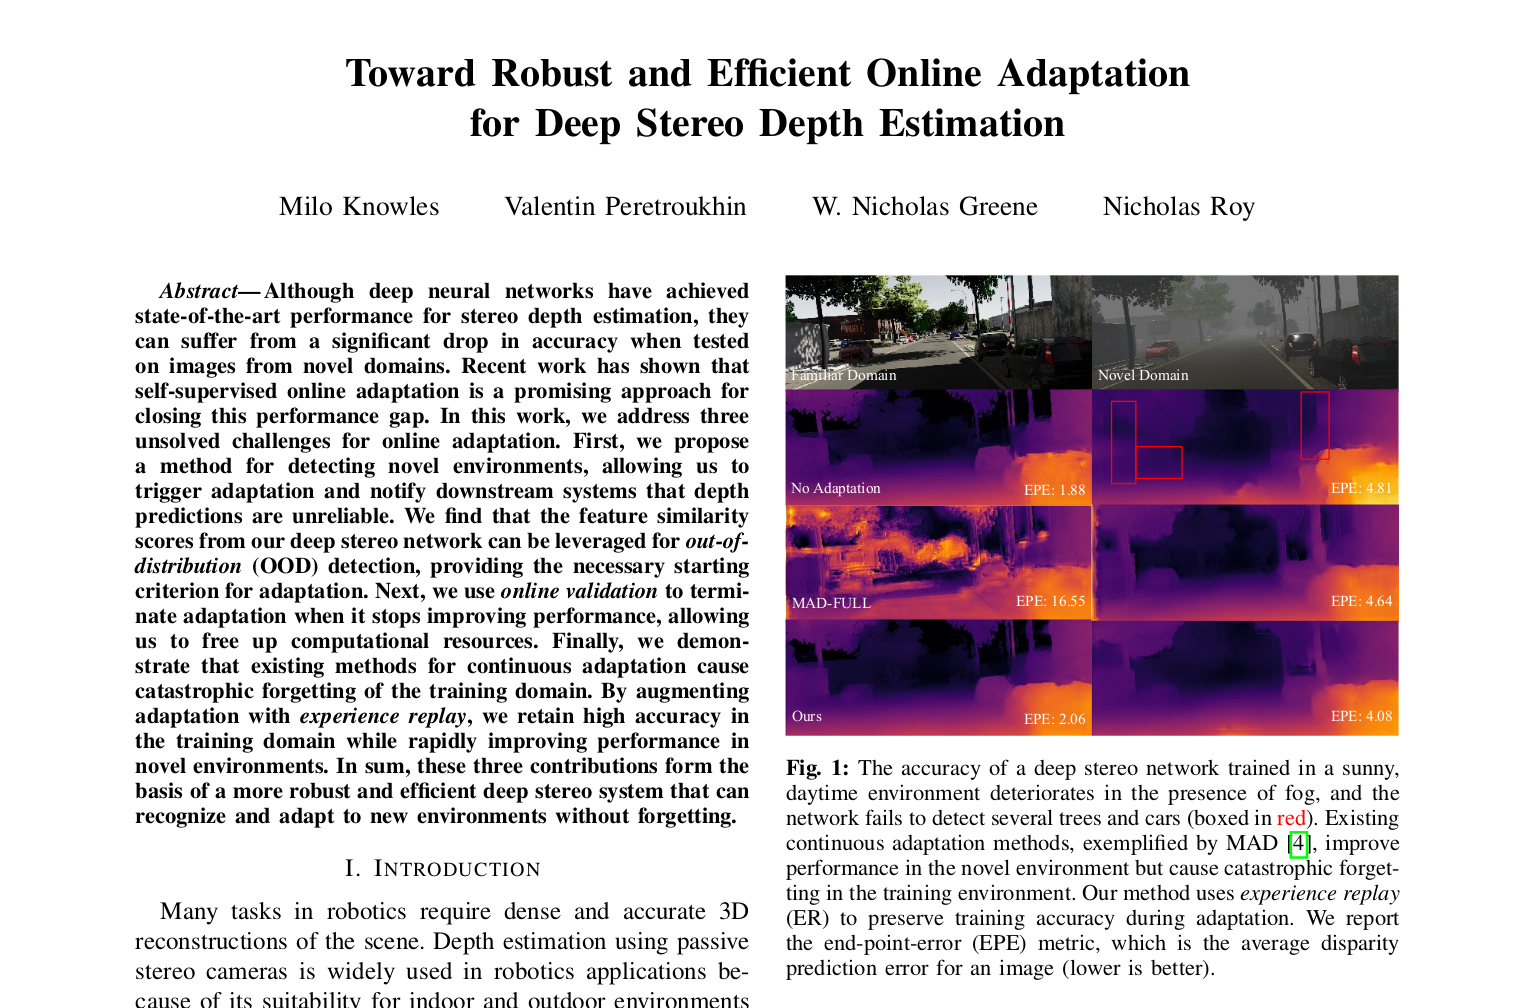 Toward Robust and Efficient Online Adaptation
for Deep Stereo Depth Estimation
Milo Knowles Valentin Peretroukhin W. Nicholas Greene Nicholas Roy
Abstract—Although deep neural networks have achieved
state-of-the-art performance for stereo depth estimation, they
can suffer from a significant drop in accuracy when tested
on images from novel domains. Recent work has shown that
self-supervised online adaptation is a promising approach for
closing this performance gap. In this work, we address three
unsolved challenges for online adaptation. First, we propose
a method for detecting novel environments, allowing us to
trigger adaptation and notify downstream systems that depth
predictions are unreliable. We find that the feature similarity
scores from our deep stereo network can be leveraged for out-of-
distribution (OOD) detection, providing the necessary starting
criterion for adaptation. Next, we use online validation to termi-
nate adaptation when it stops improving performance, allowing
us to free up computational resources. Finally, we demon-
strate that existing methods for continuous adaptation cause
catastrophic forgetting of the training domain. By augmenting
adaptation with experience replay, we retain high accuracy in
the training domain while rapidly improving performance in
novel environments. In sum, these three contributions form the
basis of a more robust and efficient deep stereo system that can
recognize and adapt to new environments without forgetting.
I. INTRODUCTION
Many tasks in robotics require dense and accurate 3D
reconstructions of the scene. Depth estimation using passive
stereo cameras is widely used in robotics applications be-
cause of its suitability for indoor and outdoor environments
Familiar Domain
Novel Domain
No Adaptation
EPE: 1.88
EPE: 4.81
MAD-FULL
EPE: 16.55
EPE: 4.64
Ours
EPE: 2.06
EPE: 4.08
Fig. 1: The accuracy of a deep stereo network trained in a sunny,
daytime environment deteriorates in the presence of fog, and the
network fails to detect several trees and cars (boxed in red). Existing
continuous adaptation methods, exemplified by MAD [4], improve
performance in the novel environment but cause catastrophic forget-
ting in the training environment. Our method uses experience replay
(ER) to preserve training accuracy during adaptation. We report
the end-point-error (EPE) metric, which is the average disparity
prediction error for an image (lower is better).